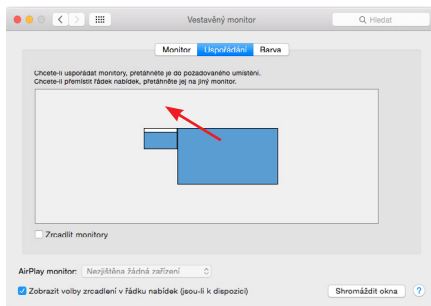 Vestavěný monitor
Hledat
Monitor Uspořádání Barva
Chcete-li uspořádat monitory, přetáhněte je do požadovaného umístění.
Chcete-li přemístit řádek nabídek, přetáhněte jej na jiný monitor.
Zrcadlit monitory
AirPlay monitor: Nezjištěna žádná zařízení
Zobrazit volby zrcadlení v řádku nabídek (jsou-li k dispozici)
Shromáždit okna ?